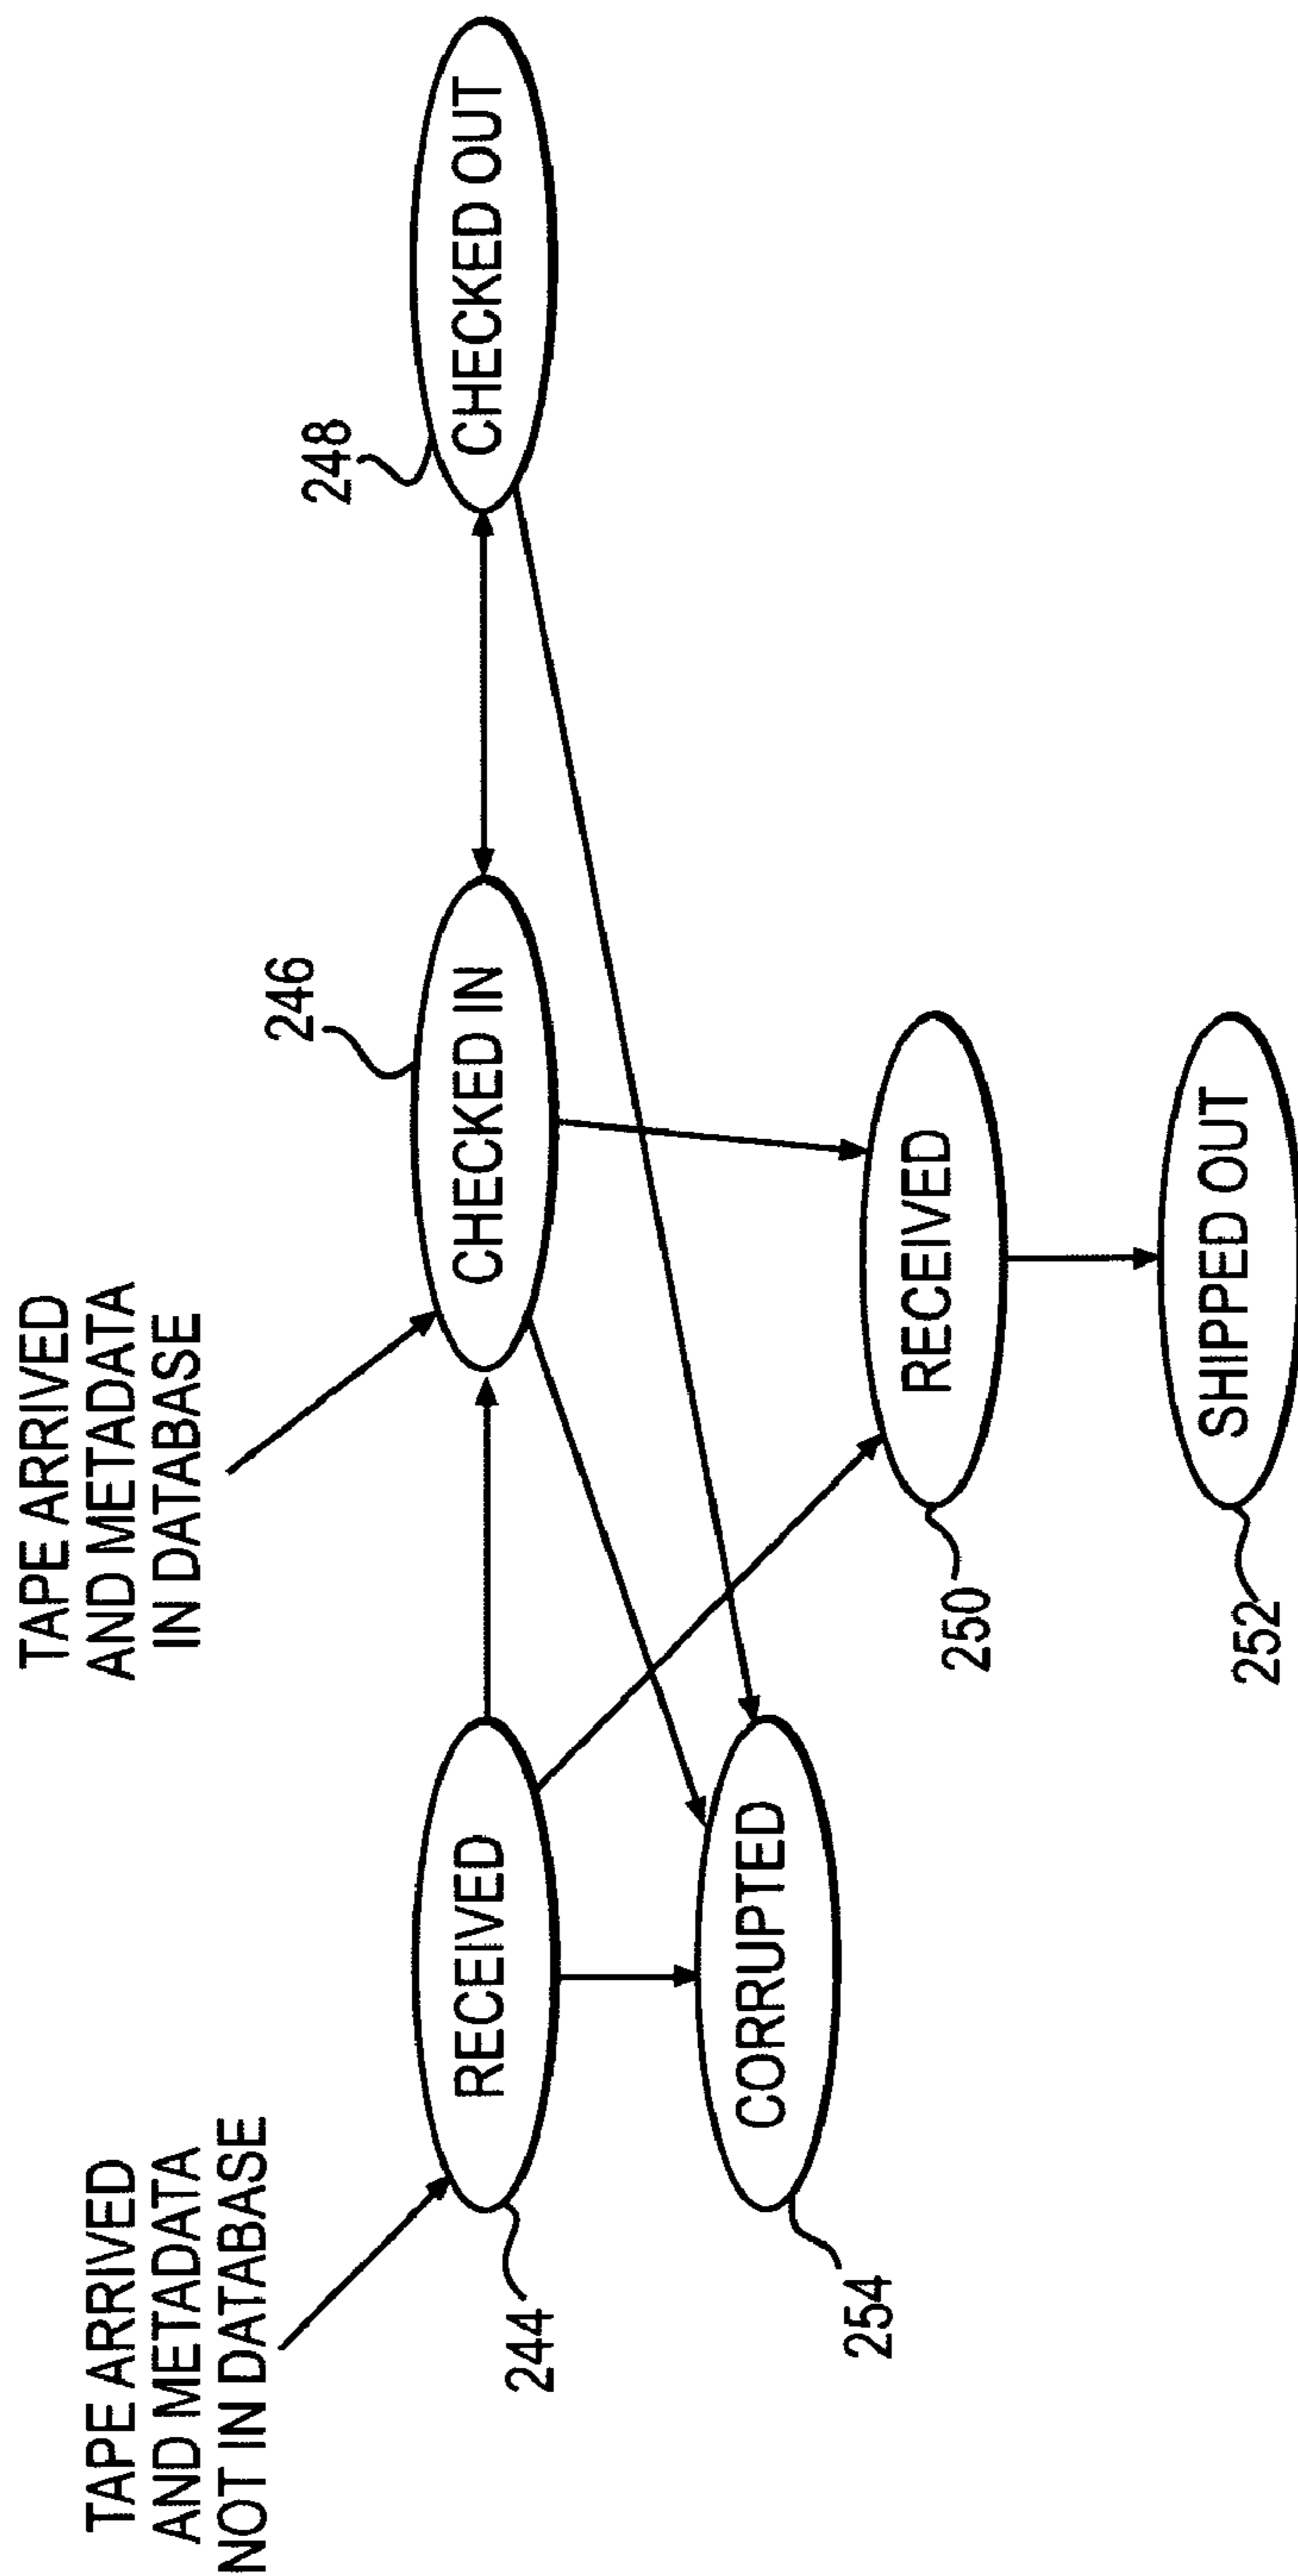 TAPE ARRIVED
AND METADATA
NOT IN DATABASE
TAPE ARRIVED
AND METADATA
IN DATABASE
244
RECEIVED
246
CHECKED IN
248
CHECKED OUT
254
CORRUPTED
250
RECEIVED
252
SHIPPED OUT